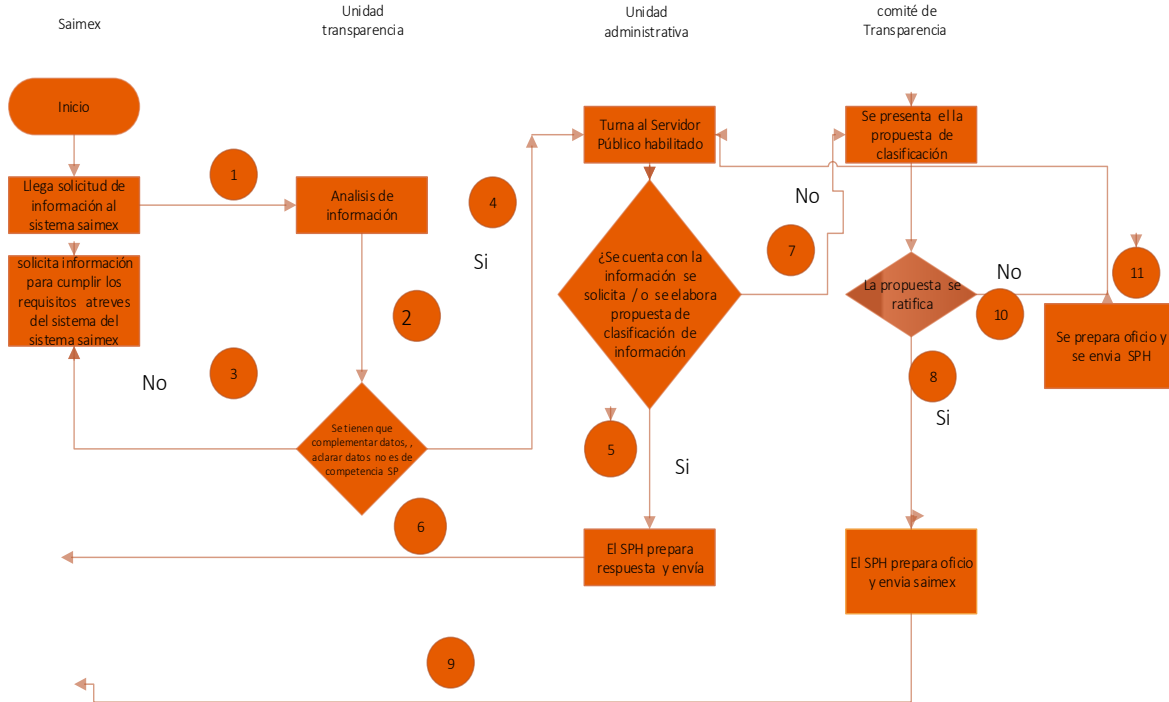 Saimex
Unidad
transparencia
Unidad
administrativa
comité de
Transparencia
Inicio
Llega solicitud de
información al
sistema saimex
solicita información
para cumplir los
requisitos atreves
del sistema del
sistema saimex
1
Analisis de
información
2
3
No
Se tienen que
complementar datos, ,
aclarar datos no es de
competencia SP
4
Si
Turna al Servidor
Público habilitado
¿Se cuenta con la
información se
solicita / o se elabora
propuesta de
clasificación de
información
5
Si
6
El SPH prepara
respuesta y envía
No
7
Se presenta el la
propuesta de
clasificación
La propuesta se
ratifica
No
10
11
Se prepara oficio y
se envia SPH
8
Si
El SPH prepara oficio
y envia saimex
9